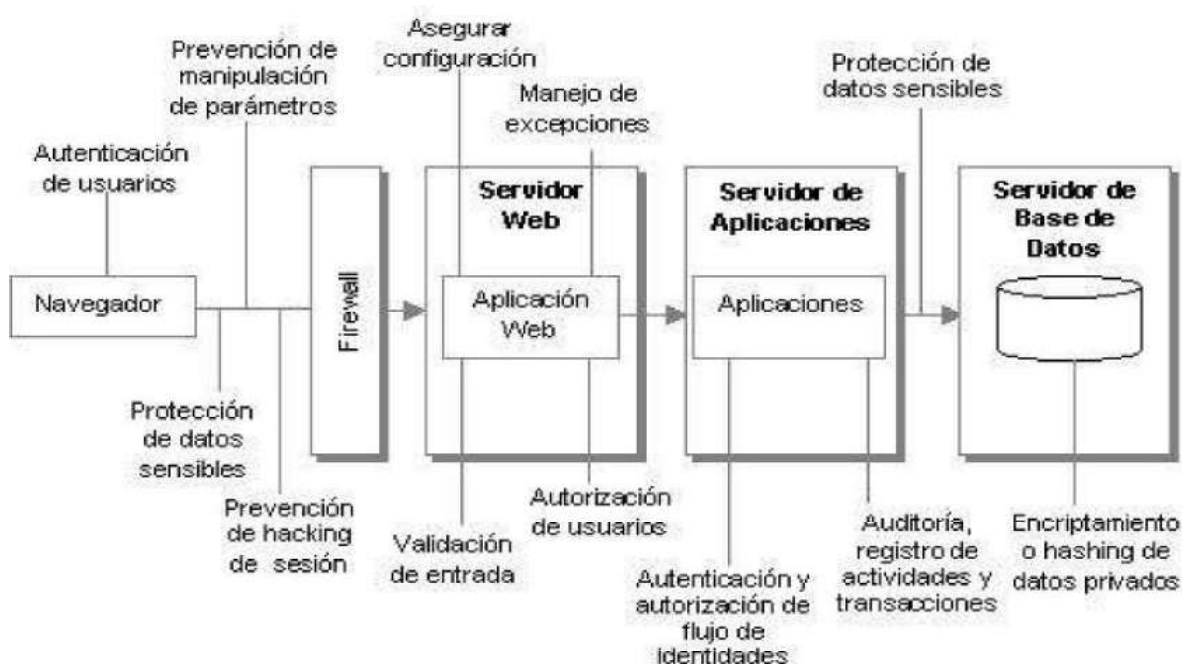 Prevención de
manipulación
de parámetros
Asegurar
configuración
Manejo de
excepciones
Protección de
datos sensibles
Autenticación
de usuarios
Navegador
Firewall
Servidor
Web
Aplicación
Web
Servidor de
Aplicaciones
Aplicaciones
Servidor de
Base de
Datos
Protección
de datos
sensibles
Prevención
de hacking
de sesión
Validación
de entrada
Autorización
de usuarios
Autenticación y
autorización de
flujo de
identidades
Auditoría,
registro de
actividades y
transacciones
Encriptamiento
o hashing de
datos privados